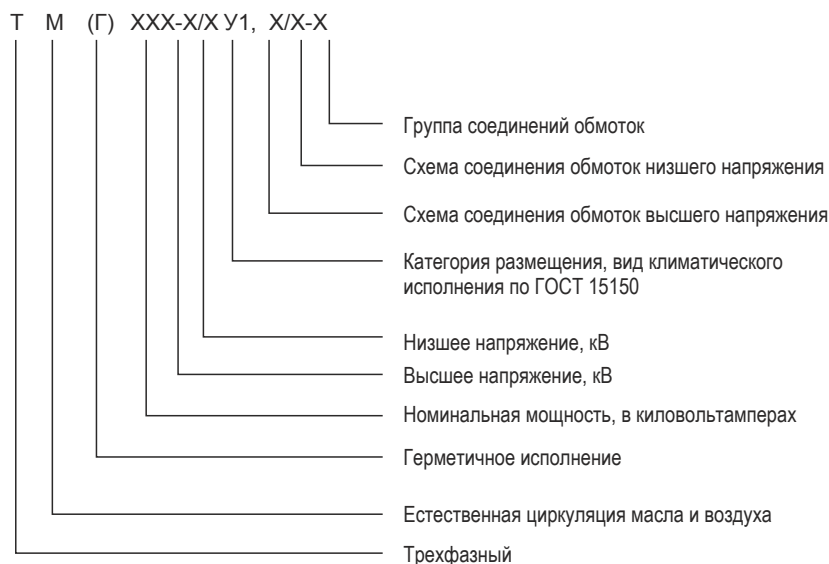 Т М (Г) XXX-X/X У1, X/X-X
Группа соединений обмоток
Схема соединения обмоток низшего напряжения
Схема соединения обмоток высшего напряжения
Категория размещения, вид климатического
исполнения по ГОСТ 15150
Низшее напряжение, кВ
Высшее напряжение, кВ
Номинальная мощность, в киловольтамперах
Герметичное исполнение
Естественная циркуляция масла и воздуха
Трехфазный